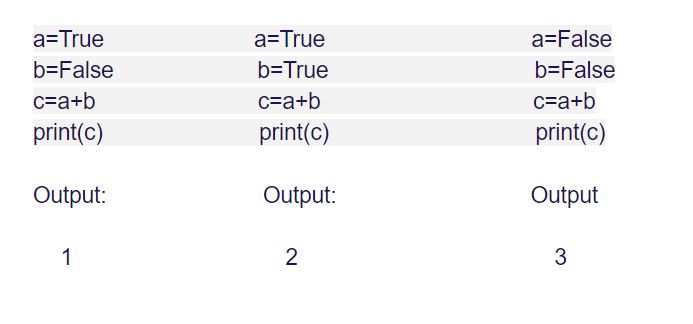 a=True a=True a=False
b=False b=True b=False
c=a+b c=a+b c=a+b
print(c) print(c) print(c)
Output: Output: Output
1 2 3